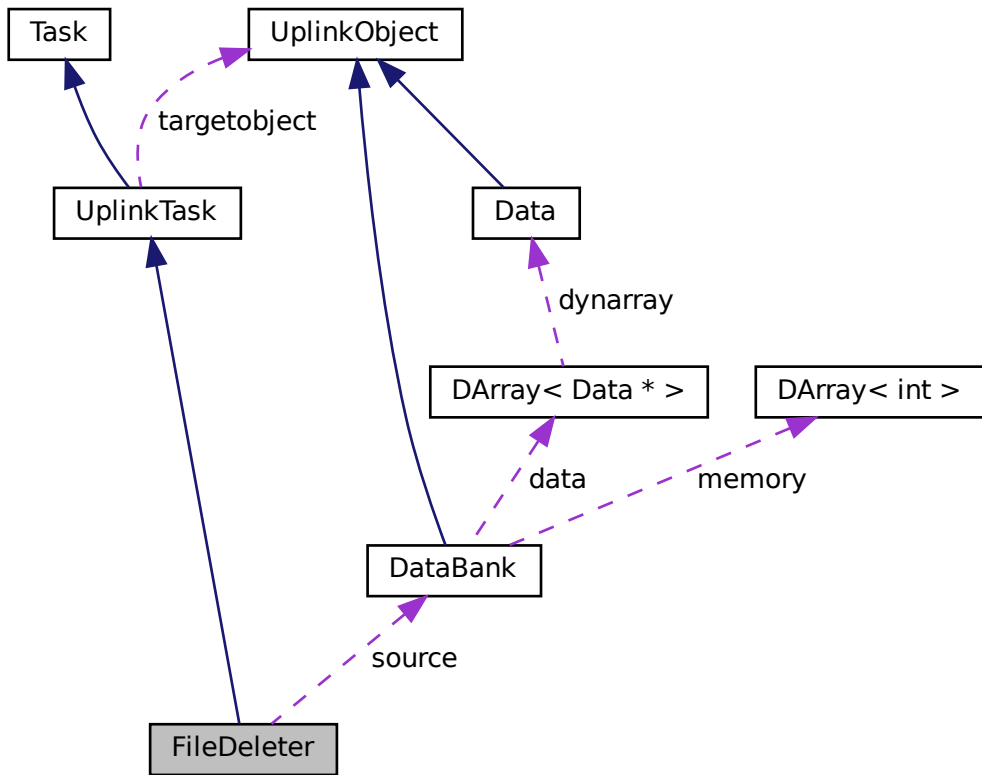 Task
UplinkObject
targetobject
UplinkTask
Data
dynarray
DArray< Data * >
DArray< int >
data
memory
DataBank
source
FileDeleter